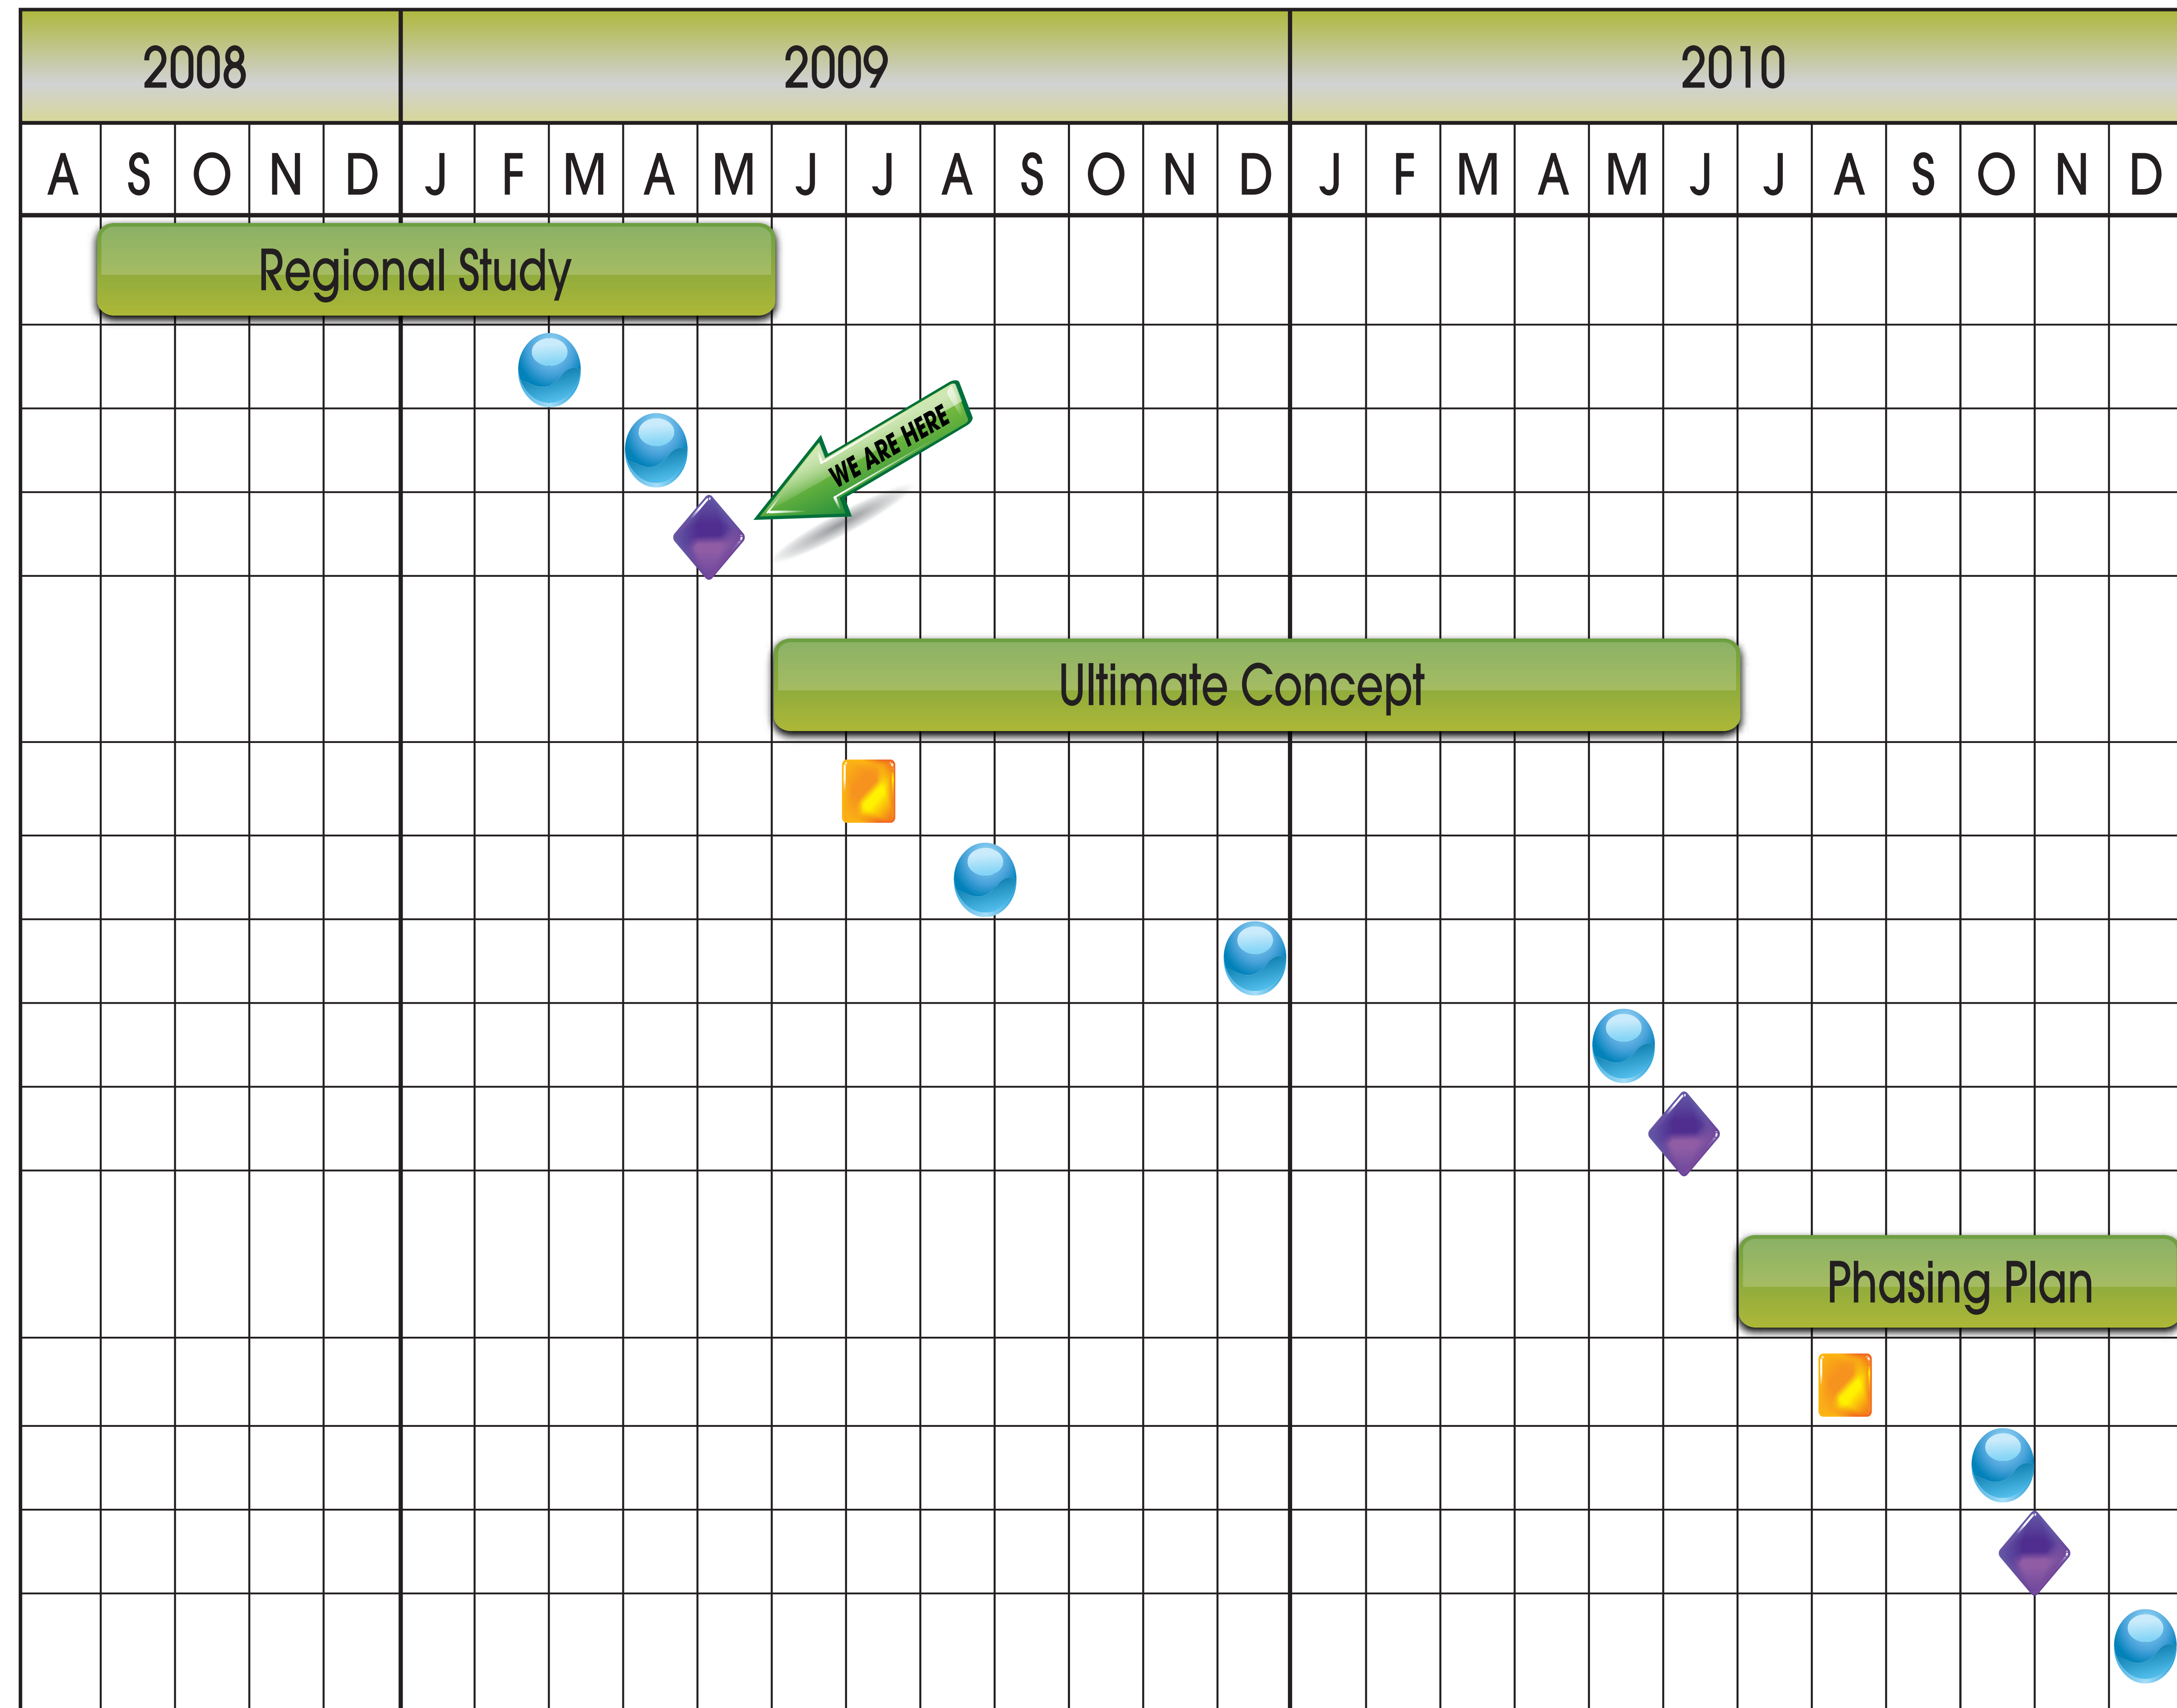 2008 2009 2010
A S O N D J F M A M J J A S O N D J F M A M J J A S O N D
Regional Study
WE ARE HERE
Ultimate Concept
Phasing Plan